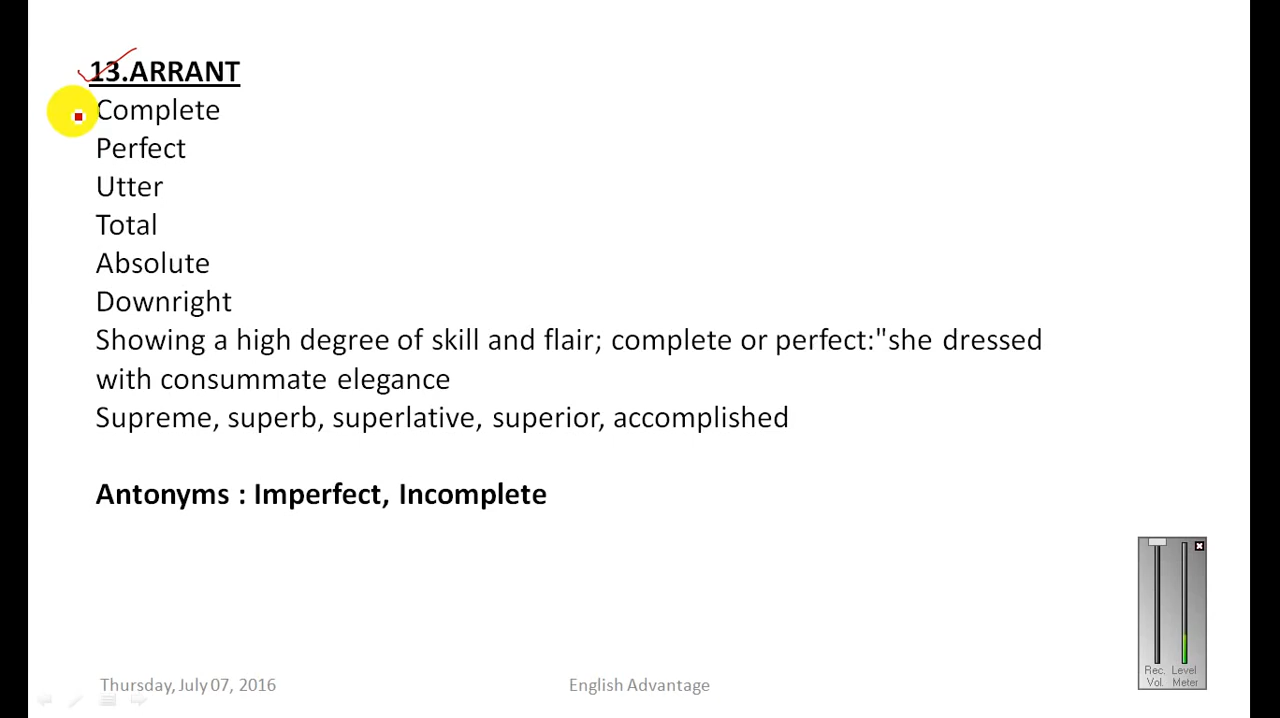 13.ARRANT
Complete
Perfect
Utter
Total
Absolute
Downright
Showing a high degree of skill and flair; complete or perfect:"she dressed
with consummate elegance
Supreme, superb, superlative, superior, accomplished
Antonyms : Imperfect, Incomplete
Rec. Level
Vol. Meter
Thursday, July 07, 2016 English Advantage